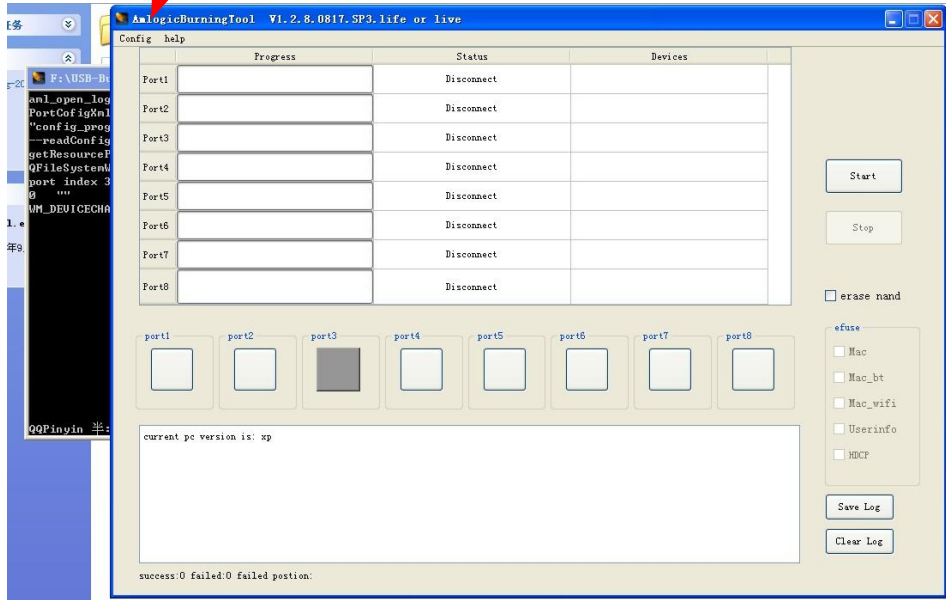 任务
AmlogicBurningTool V1.2.8.0817.SP3.life or live
Config help
F:\USB-Bu
aml_open_log
PortCofigXml
"config_prog
--readConfig
getResourceP
QFileSystemW
port index 3
0 ""
WM_DEVICECHA
QQPinyin 半:
年9.
Progress Status Devices
Port1 Disconnect
Port2 Disconnect
Port3 Disconnect
Port4 Disconnect
Port5 Disconnect
Port6 Disconnect
Port7 Disconnect
Port8 Disconnect
Start
Stop
erase nand
port1 port2 port3 port4 port5 port6 port7 port8
efuse
Mac
Mac_bt
Mac_wifi
Userinfo
HDCP
current pc version is: xp
Save Log
Clear Log
success:0 failed:0 failed postion: